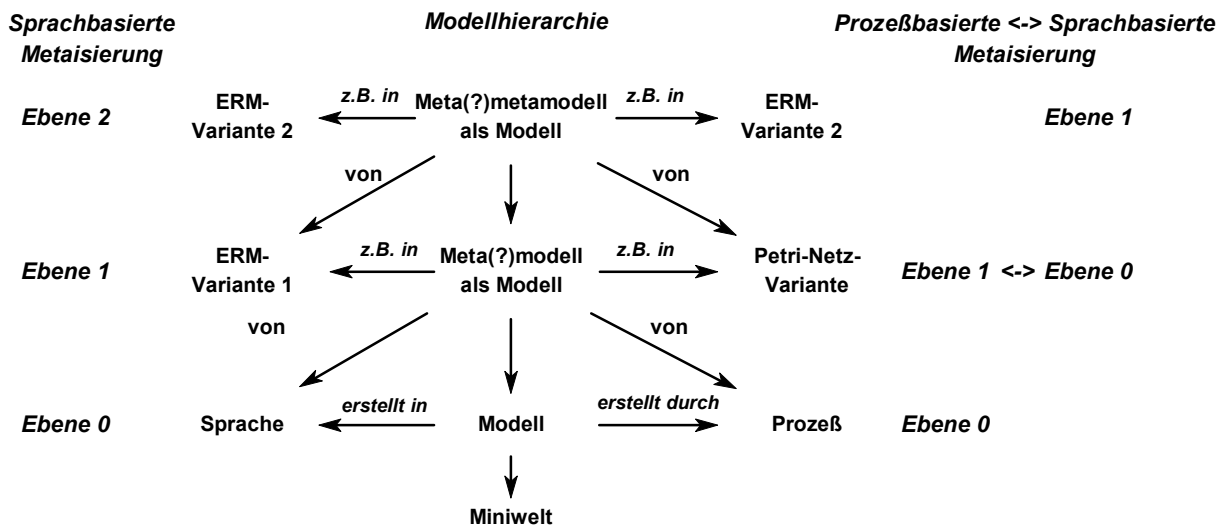 Sprachbasierte
Metaisierung
Modellhierarchie
Prozeßbasierte <-> Sprachbasierte
Metaisierung
Ebene 2
ERM-
Variante 2
z.B. in
Meta(?)metamodell
als Modell
z.B. in
ERM-
Variante 2
Ebene 1
von
von
Ebene 1
ERM-
Variante 1
z.B. in
Meta(?)modell
als Modell
z.B. in
Petri-Netz-
Variante
Ebene 1 <-> Ebene 0
von
von
Ebene 0
Sprache
erstellt in
Modell
erstellt durch
Prozeß
Ebene 0
Miniwelt